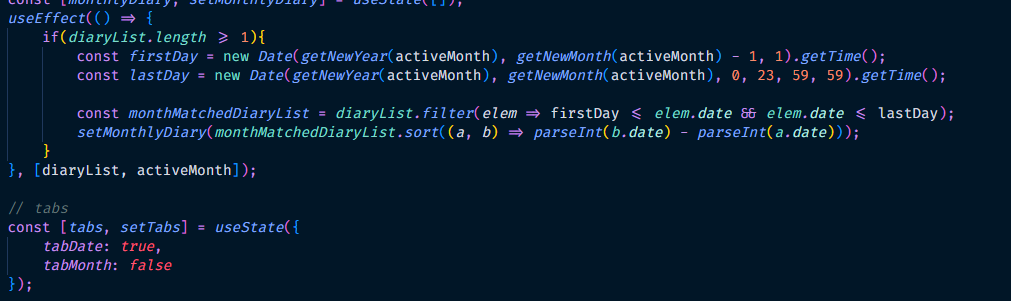 const [monthlyDiary, setMonthlyDiary] = useState([]);
useEffect(() => {
    if(diaryList.length >= 1){
        const firstDay = new Date(getNewYear(activeMonth), getNewMonth(activeMonth) - 1, 1).getTime();
        const lastDay = new Date(getNewYear(activeMonth), getNewMonth(activeMonth), 0, 23, 59, 59).getTime();
        const monthMatchedDiaryList = diaryList.filter(elem => firstDay <= elem.date && elem.date <= lastDay);
        setMonthlyDiary(monthMatchedDiaryList.sort((a, b) => parseInt(b.date) - parseInt(a.date)));
    }
}, [diaryList, activeMonth]);
// tabs
const [tabs, setTabs] = useState({
    tabDate: true,
    tabMonth: false
});